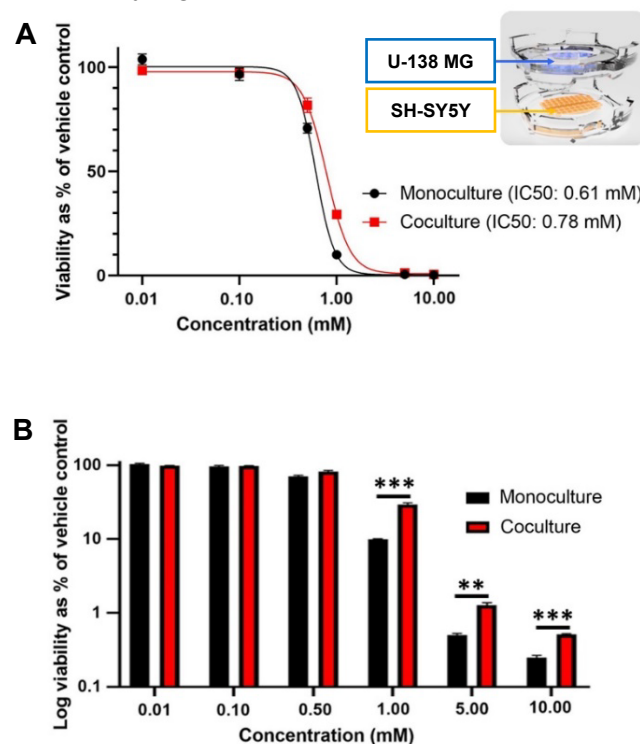 A
U-138 MG
SH-SY5Y
Viability as % of vehicle control
100
50
0
Monoculture (IC50: 0.61 mM)
Coculture (IC50: 0.78 mM)
0.01 0.10 1.00 10.00
Concentration (mM)
B
Log viability as % of vehicle control
100
10
1
0.1
***
**
***
Monoculture
Coculture
0.01 0.10 0.50 1.00 5.00 10.00
Concentration (mM)